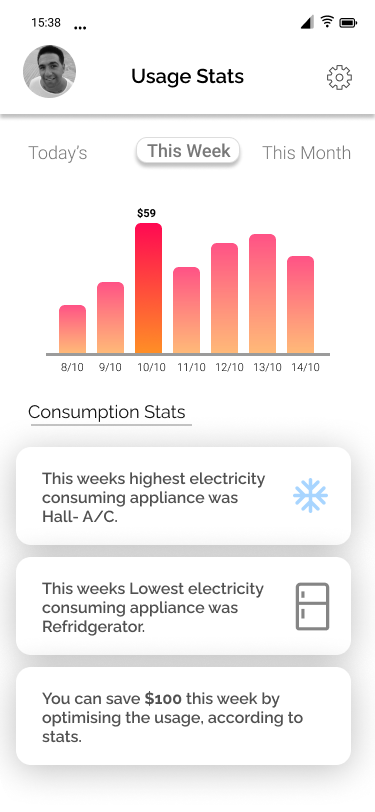 15:38
Usage Stats
Today's This Week This Month
$59
8/10 9/10 10/10 11/10 12/10 13/10 14/10
Consumption Stats
This weeks highest electricity
consuming appliance was
Hall- A/C.
This weeks Lowest electricity
consuming appliance was
Refridgerator.
You can save $100 this week by
optimising the usage, according to
stats.